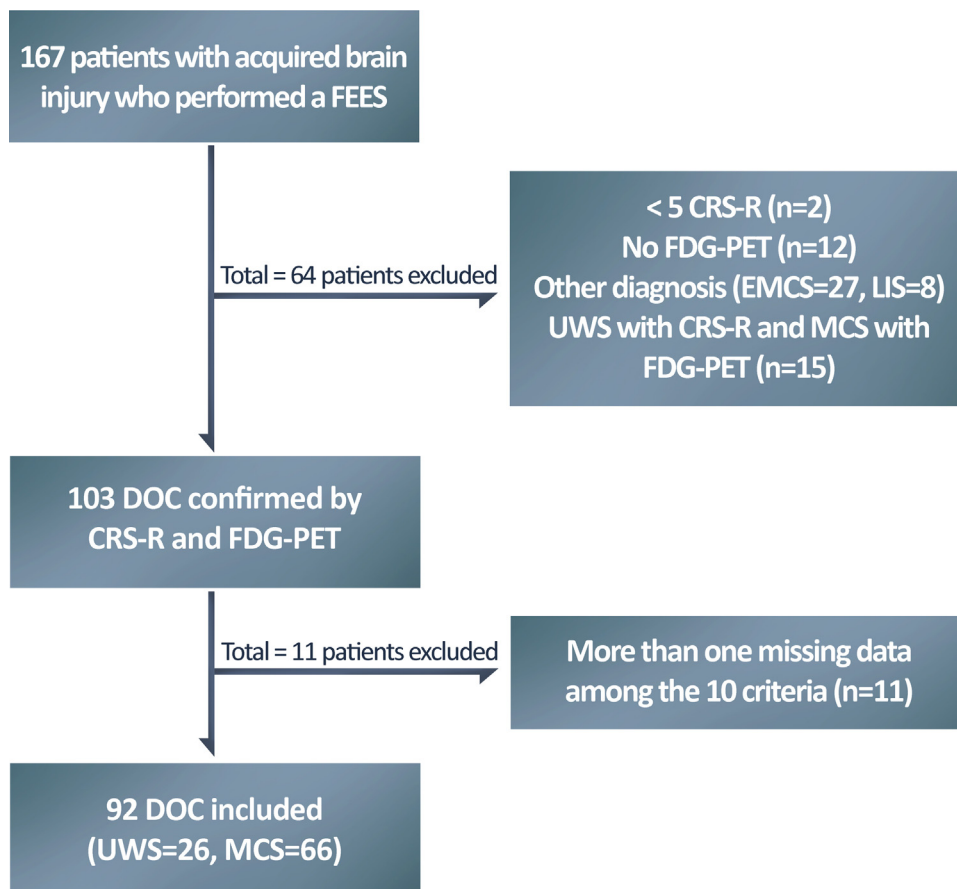 167 patients with acquired brain
injury who performed a FEES
< 5 CRS-R (n=2)
No FDG-PET (n=12)
Total = 64 patients excluded
Other diagnosis (EMCS=27, LIS=8)
UWS with CRS-R and MCS with
FDG-PET (n=15)
103 DOC confirmed by
CRS-R and FDG-PET
Total = 11 patients excluded
More than one missing data
among the 10 criteria (n=11)
92 DOC included
(UWS=26, MCS=66)